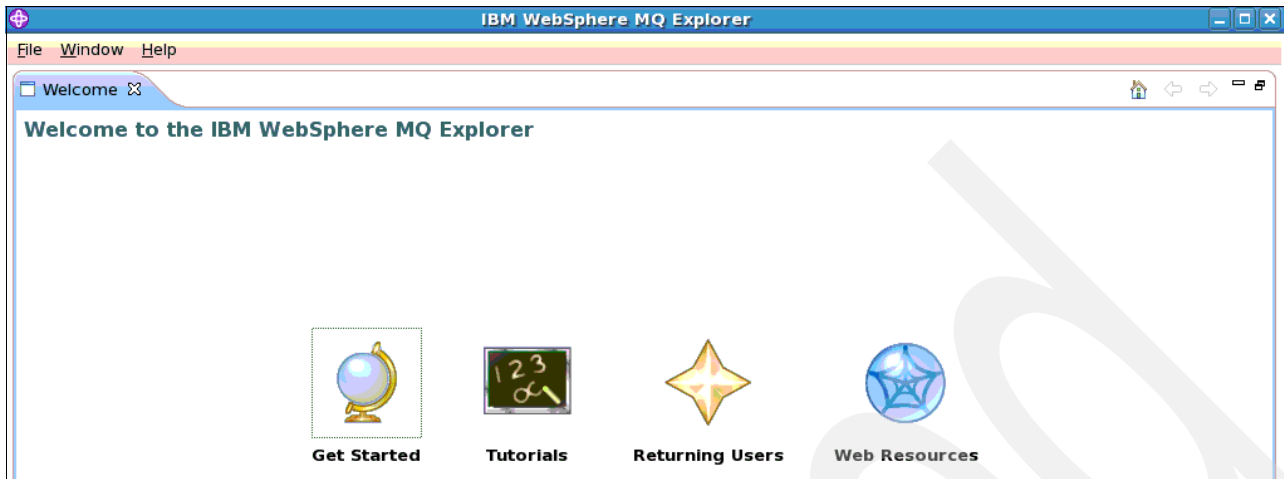 IBM WebSphere MQ Explorer
File Window Help
Welcome
Welcome to the IBM WebSphere MQ Explorer
123
Get Started Tutorials Returning Users Web Resources